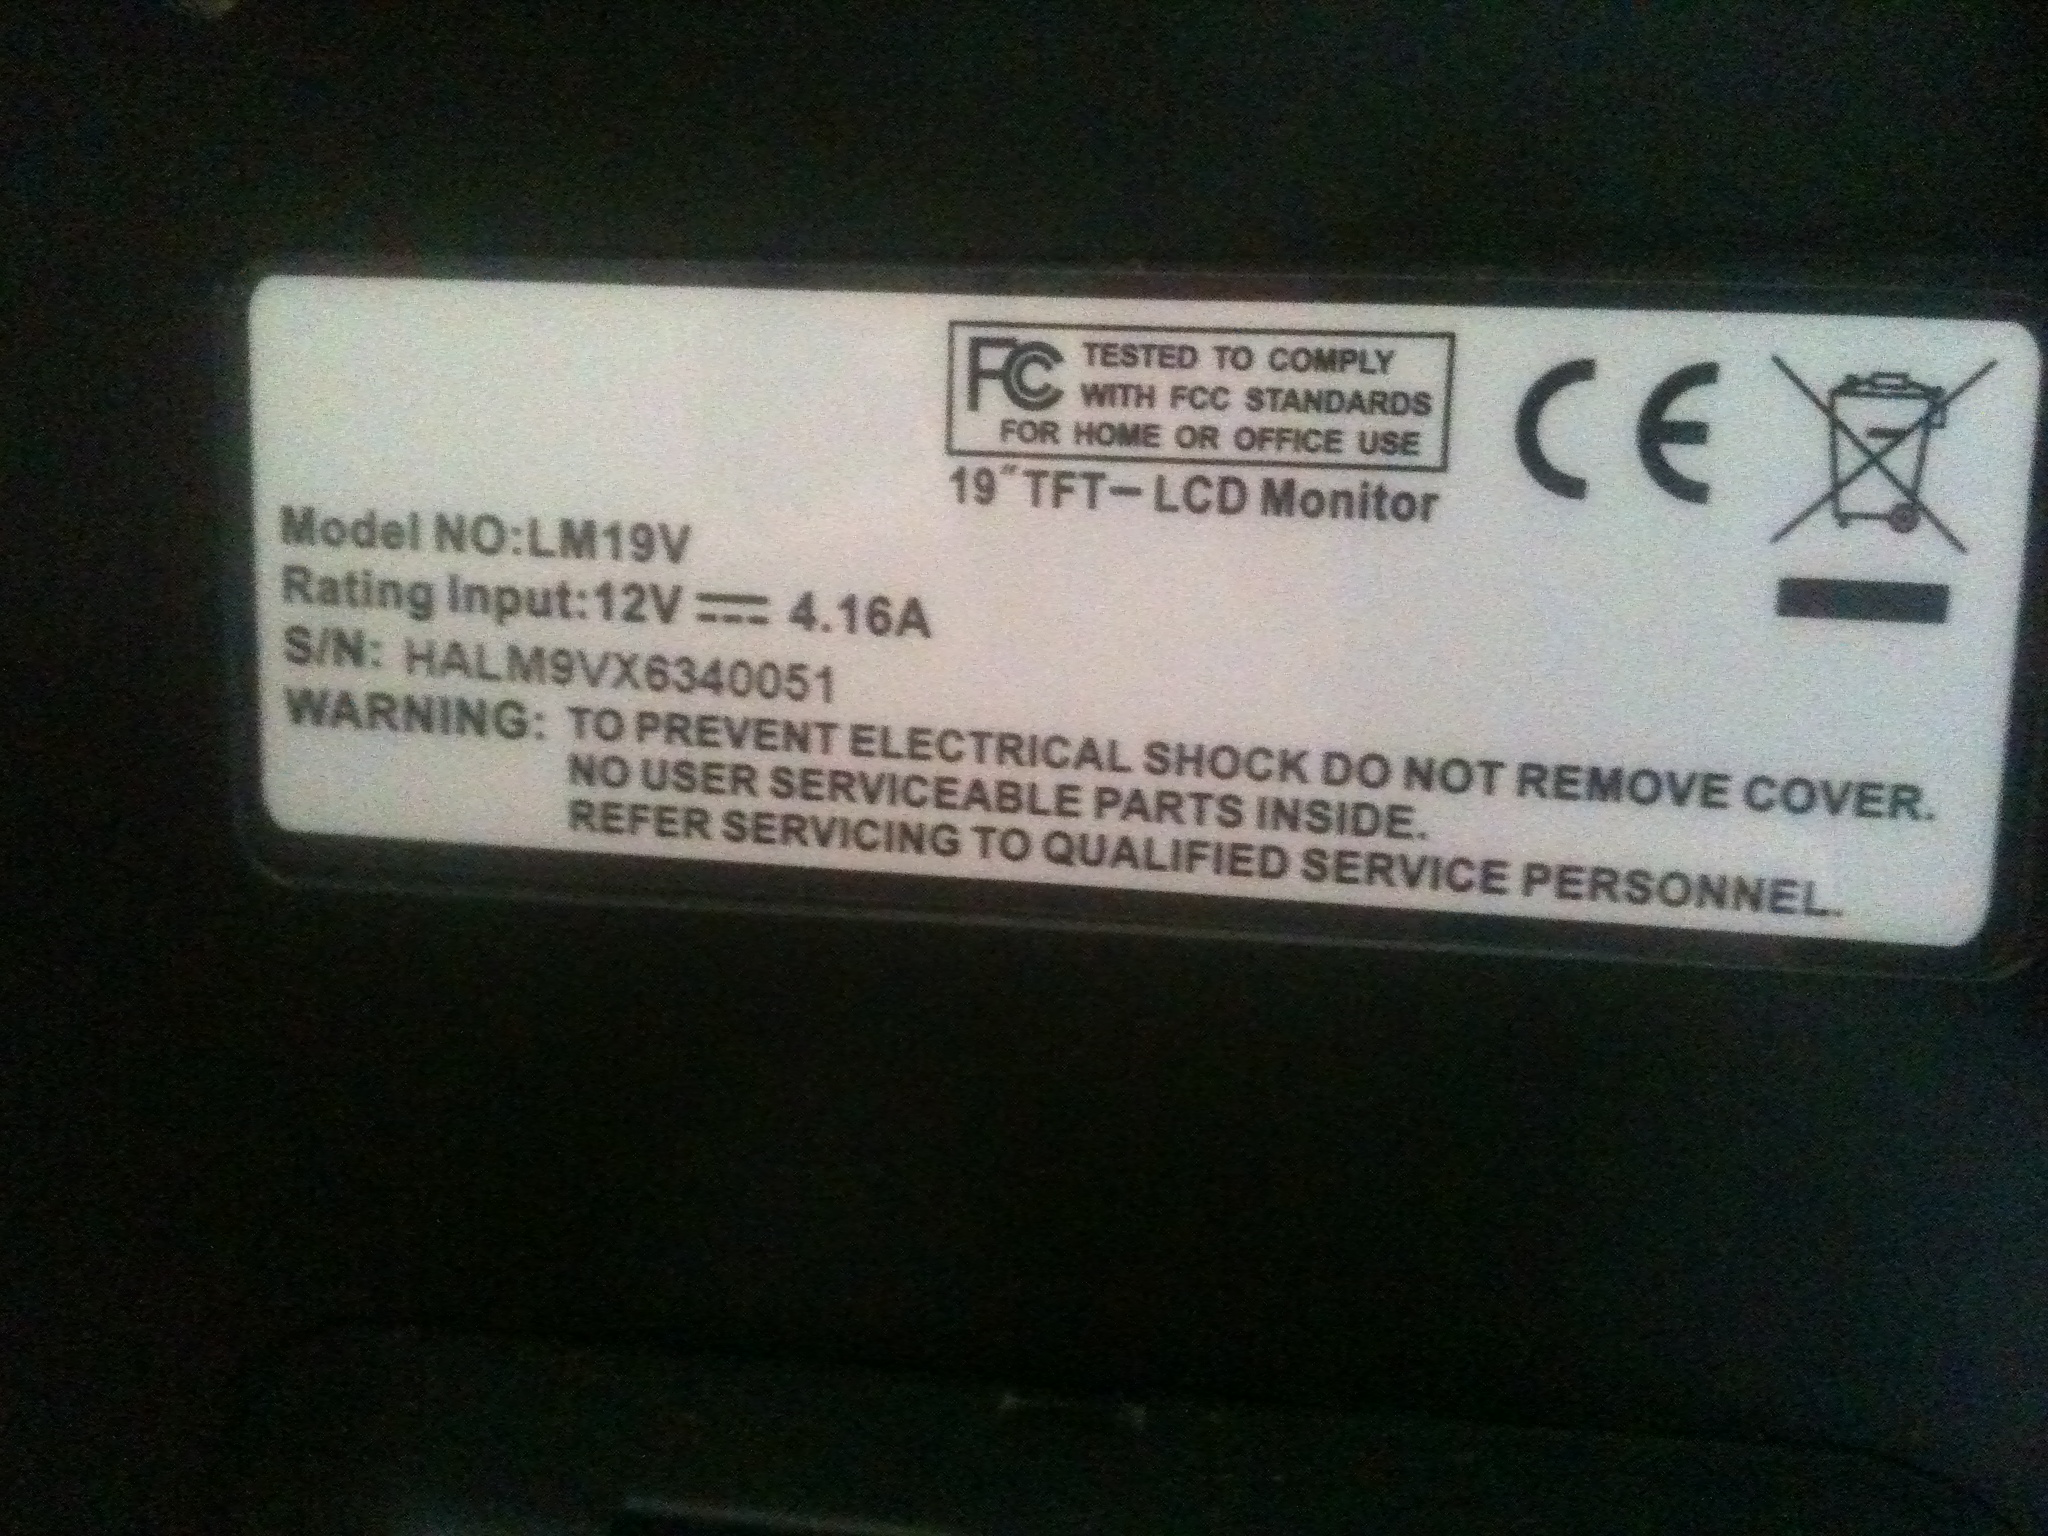 FC TESTED TO COMPLY
WITH FCC STANDARDS
FOR HOME OR OFFICE USE
CE
19" TFT-LCD Monitor
Model NO:LM19V
Rating Input:12V ⎓ 4.16A
S/N: HALM9VX6340051
WARNING: TO PREVENT ELECTRICAL SHOCK DO NOT REMOVE COVER.
NO USER SERVICEABLE PARTS INSIDE.
REFER SERVICING TO QUALIFIED SERVICE PERSONNEL.